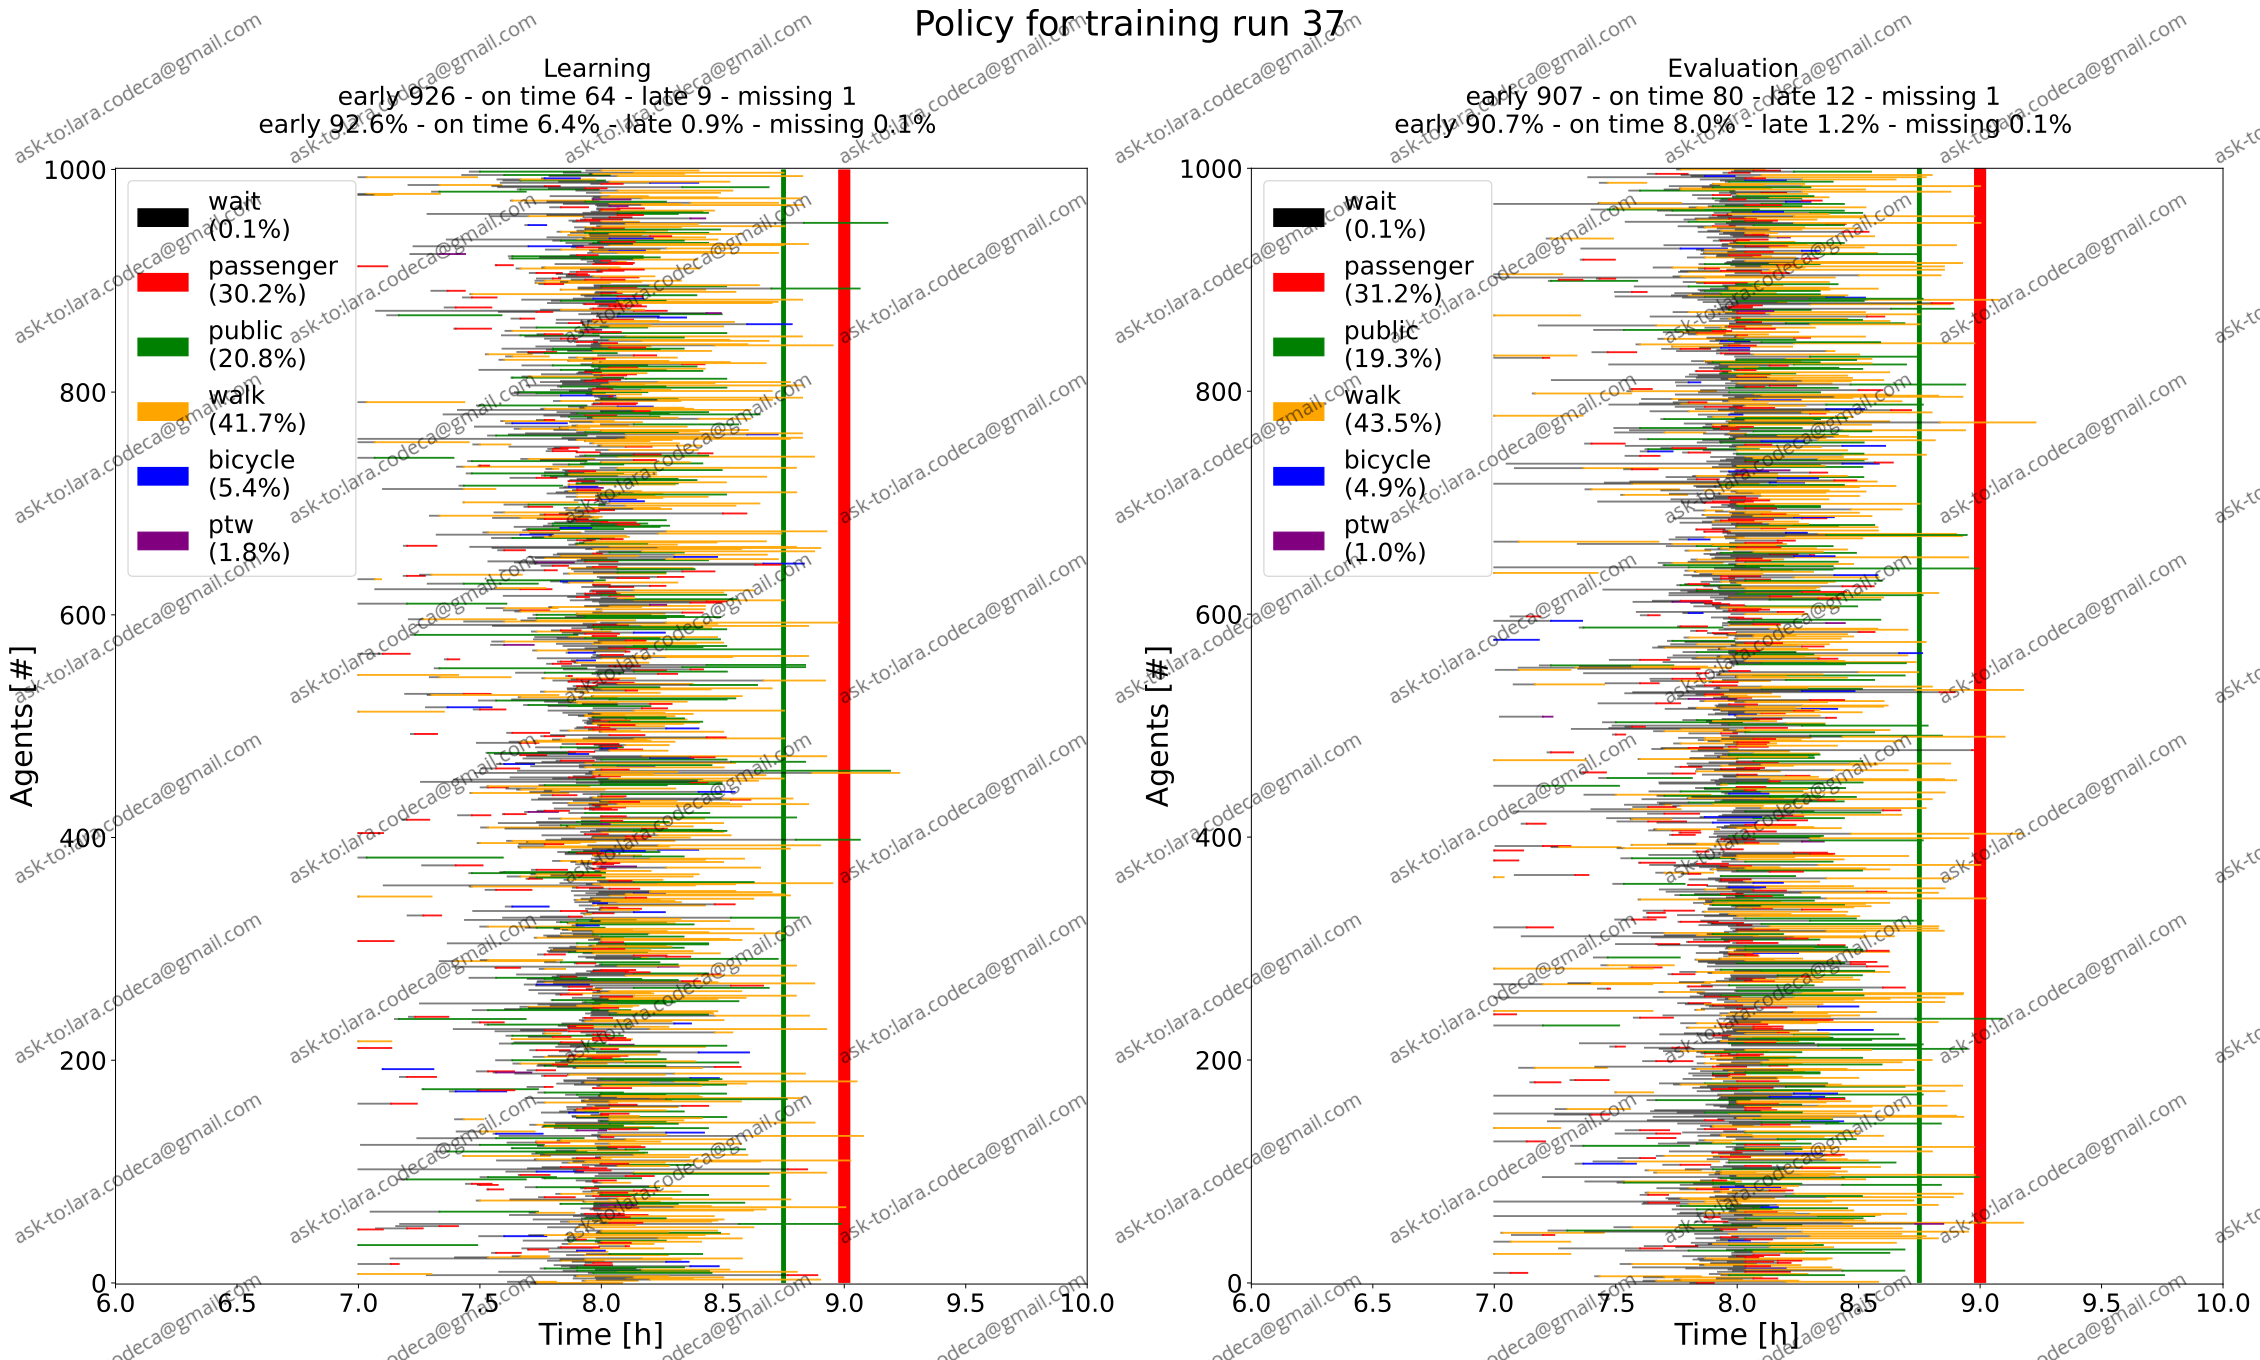 Policy for training run 37
Learning
early 926 - on time 64 - late 9 - missing 1
early 92.6% - on time 6.4% - late 0.9% - missing 0.1%
1000
800
600
400
200
0
Agents [#]
wait
(0.1%)
passenger
(30.2%)
public
(20.8%)
walk
(41.7%)
bicycle
(5.4%)
ptw
(1.8%)
6.0 6.5 7.0 7.5 8.0 8.5 9.0 9.5 10.0
Time [h]
Evaluation
early 907 - on time 80 - late 12 - missing 1
early 90.7% - on time 8.0% - late 1.2% - missing 0.1%
1000
800
600
400
200
0
Agents [#]
wait
(0.1%)
passenger
(31.2%)
public
(19.3%)
walk
(43.5%)
bicycle
(4.9%)
ptw
(1.0%)
6.0 6.5 7.0 7.5 8.0 8.5 9.0 9.5 10.0
Time [h]
ask-to:lara.codeca@gmail.com